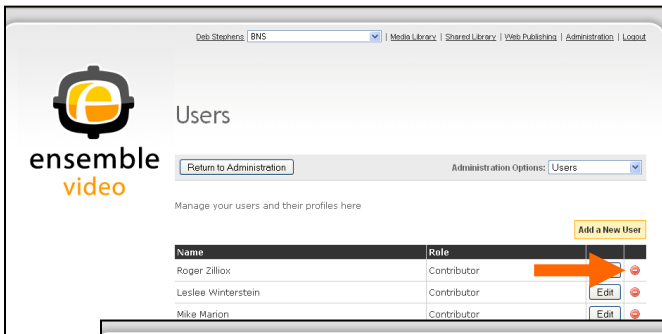 Deb Stephens BNS | Media Library | Shared Library | Web Publishing | Administration | Logout
ensemble
video
Users
Return to Administration Administration Options: Users
Manage your users and their profiles here
Add a New User
Name Role
Roger Zilliox Contributor
Leslee Winterstein Contributor Edit
Mike Marion Contributor Edit